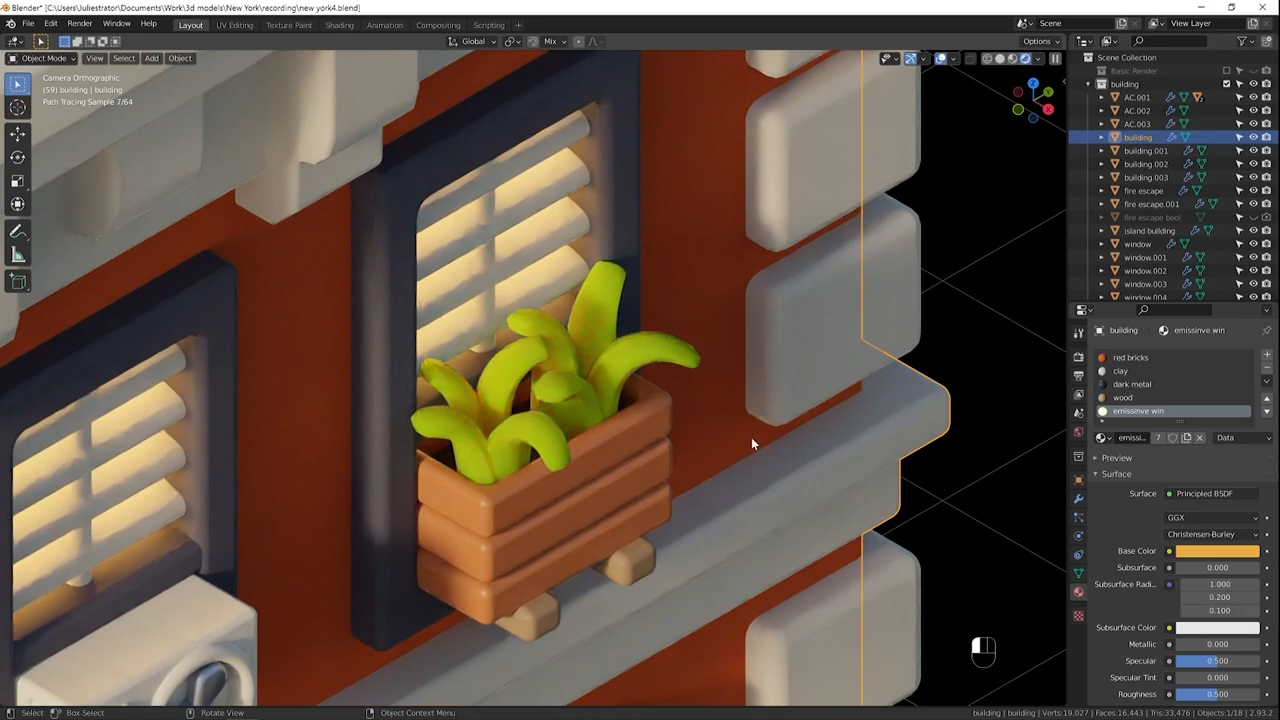 Blender* [C:\Users\Juliestrator\Documents\Work\3d models\New York\recording\new york4.blend]
File Edit Render Window Help Layout UV Editing Texture Paint Shading Animation Compositing Scripting Scene View Layer
Global Mix Options
Object Mode View Select Add Object
Camera Orthographic
(59) building | building
Path Tracing Sample 7/64
Z
Y
X
Scene Collection
Basic Render
building
AC.001 2
AC.002
AC.003
building
building.001
building.002
building.003
fire escape
fire escape.001
fire escape bool
island building
window
window.001
window.002
window.003
window.004
building emissinve win
red bricks
clay
dark metal
wood
emissinve win
emissi... 7 Data
Preview
Surface
Surface Principled BSDF
GGX
Christensen-Burley
Base Color
Subsurface 0.000
Subsurface Radi... 1.000
0.200
0.100
Subsurface Color
Metallic 0.000
Specular 0.500
Specular Tint 0.000
Roughness 0.500
Select Box Select Rotate View Object Context Menu building | building | Verts:19,027 | Faces:16,443 | Tris:33,476 | Objects:1/18 | 2.93.2